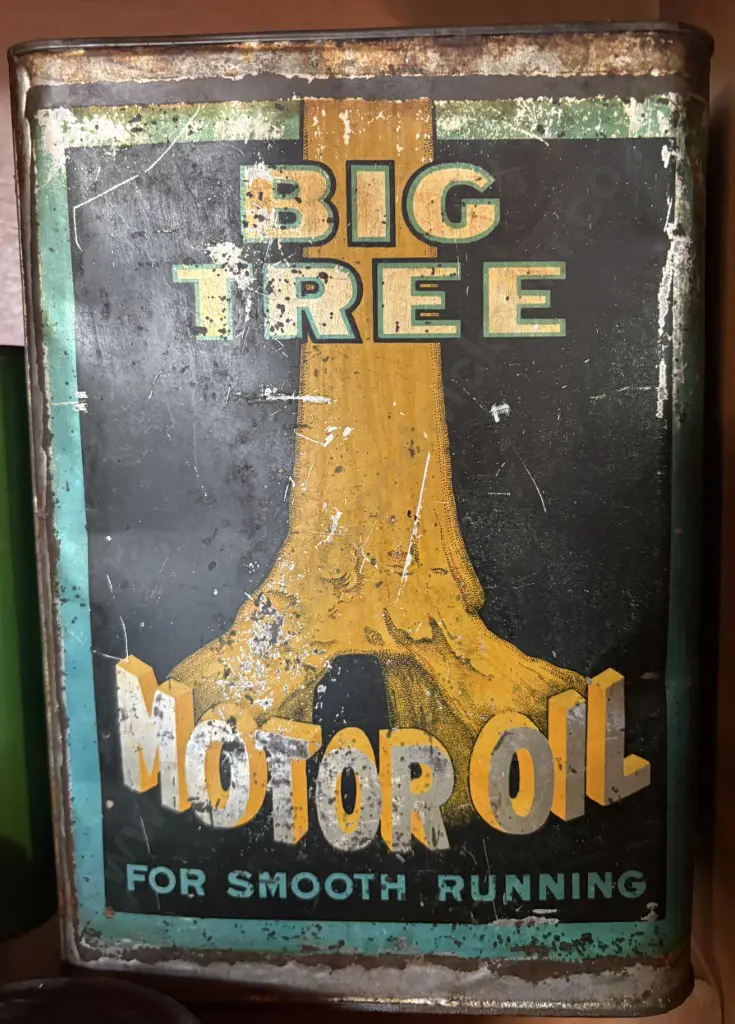 BIG
TREE
MOTOR OIL
FOR SMOOTH RUNNING